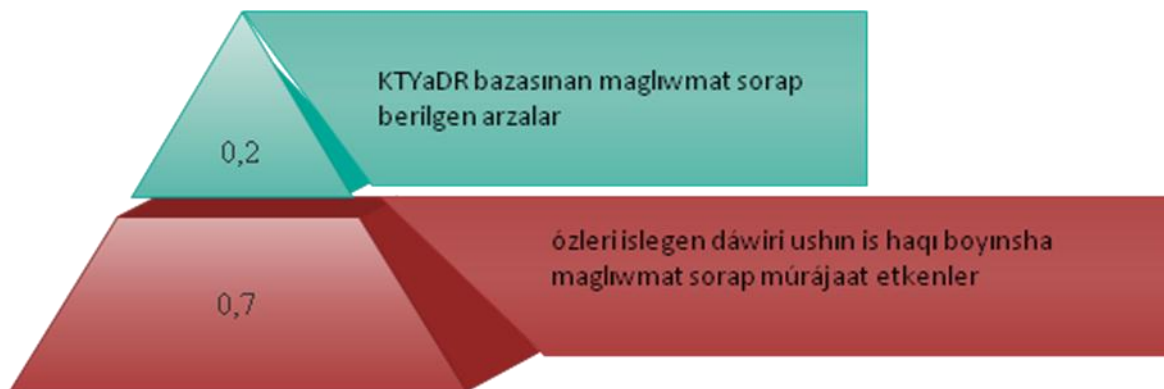 KTYaDR bazasınan maglıwmat sorap
berilgen arzalar
0,2
ózleri islegen dáwiri ushın is haqı boyınsha
maglıwmat sorap múrájaat etkenler
0,7